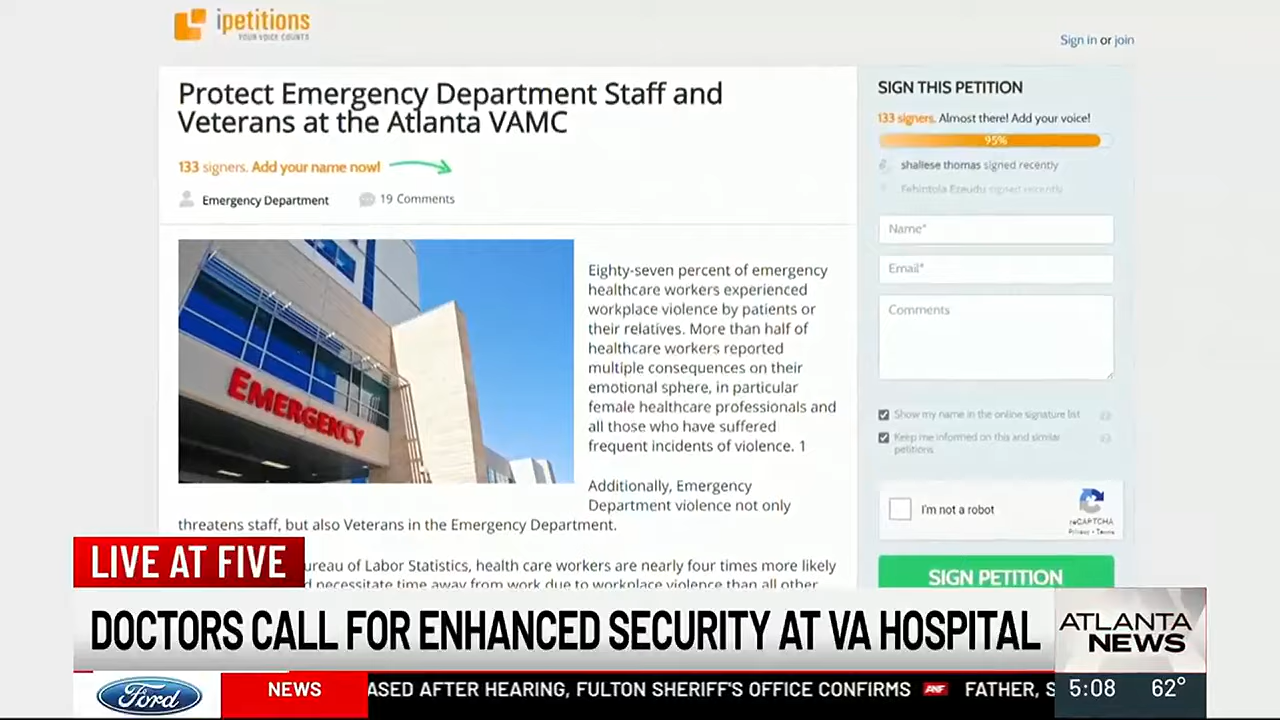 ipetitions
YOUR VOICE COUNTS
Sign in or join
Protect Emergency Department Staff and
Veterans at the Atlanta VAMC
133 signers. Add your name now!
Emergency Department
19 Comments
EMERGENCY
Eighty-seven percent of emergency
healthcare workers experienced
workplace violence by patients or
their relatives. More than half of
healthcare workers reported
multiple consequences on their
emotional sphere, in particular
female healthcare professionals and
all those who have suffered
frequent incidents of violence. 1
Additionally, Emergency
Department violence not only
threatens staff, but also Veterans in the Emergency Department.
ureau of Labor Statistics, health care workers are nearly four times more likely
d necessitate time away from work due to workplace violence than all other
SIGN THIS PETITION
133 signers. Almost there! Add your voice!
95%
shaliese thomas signed recently
Fehintola Ezeudu signed recently
Name*
Email*
Comments
Show my name in the online signature list
Keep me informed on this and similar
petitions
I'm not a robot
reCAPTCHA
Privacy - Terms
SIGN PETITION
LIVE AT FIVE
DOCTORS CALL FOR ENHANCED SECURITY AT VA HOSPITAL
ATLANTA
NEWS
Ford
NEWS
ASED AFTER HEARING, FULTON SHERIFF'S OFFICE CONFIRMS
ANF
FATHER, S
5:08
62°